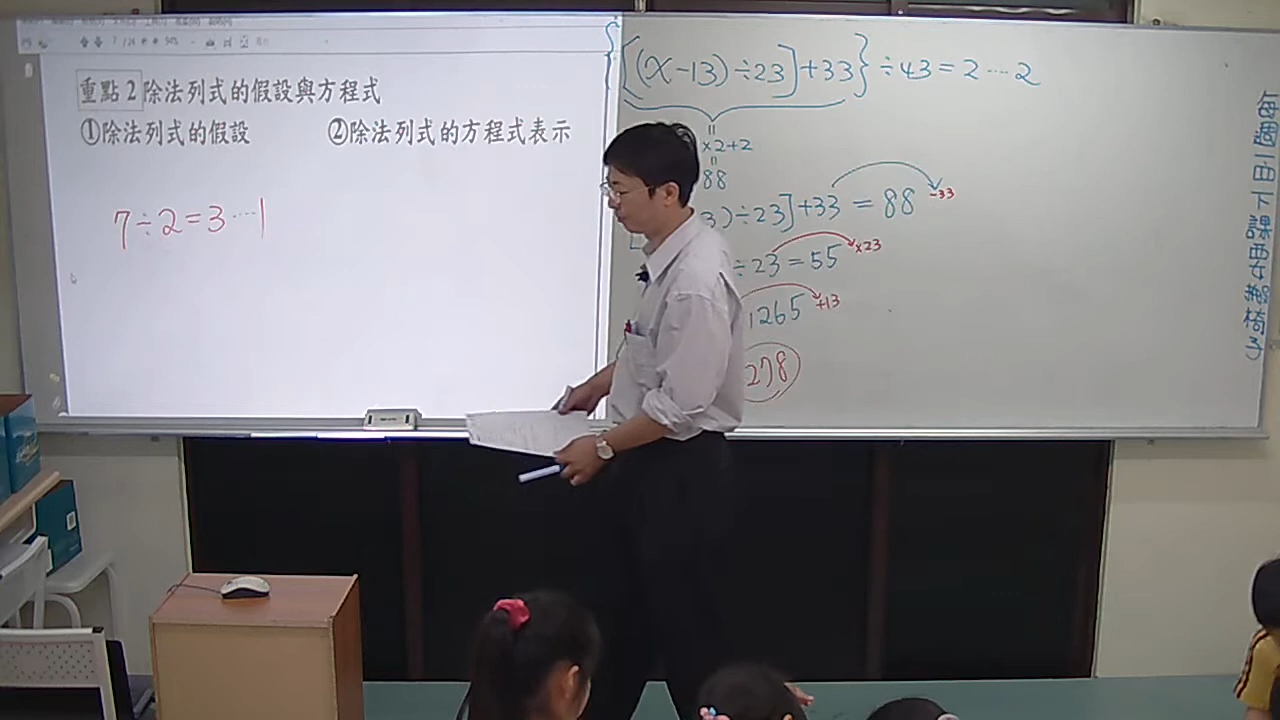 7 / 24
94%
重點 2 除法列式的假設與方程式
①除法列式的假設
②除法列式的方程式表示
7÷2=3…1
{[(x-13)÷23]+33}÷43=2…2
=
×2+2
=
88
3)÷23]+33=88 -33
÷23=55 ×23
1265 +13
278
每週一下課要搬椅子